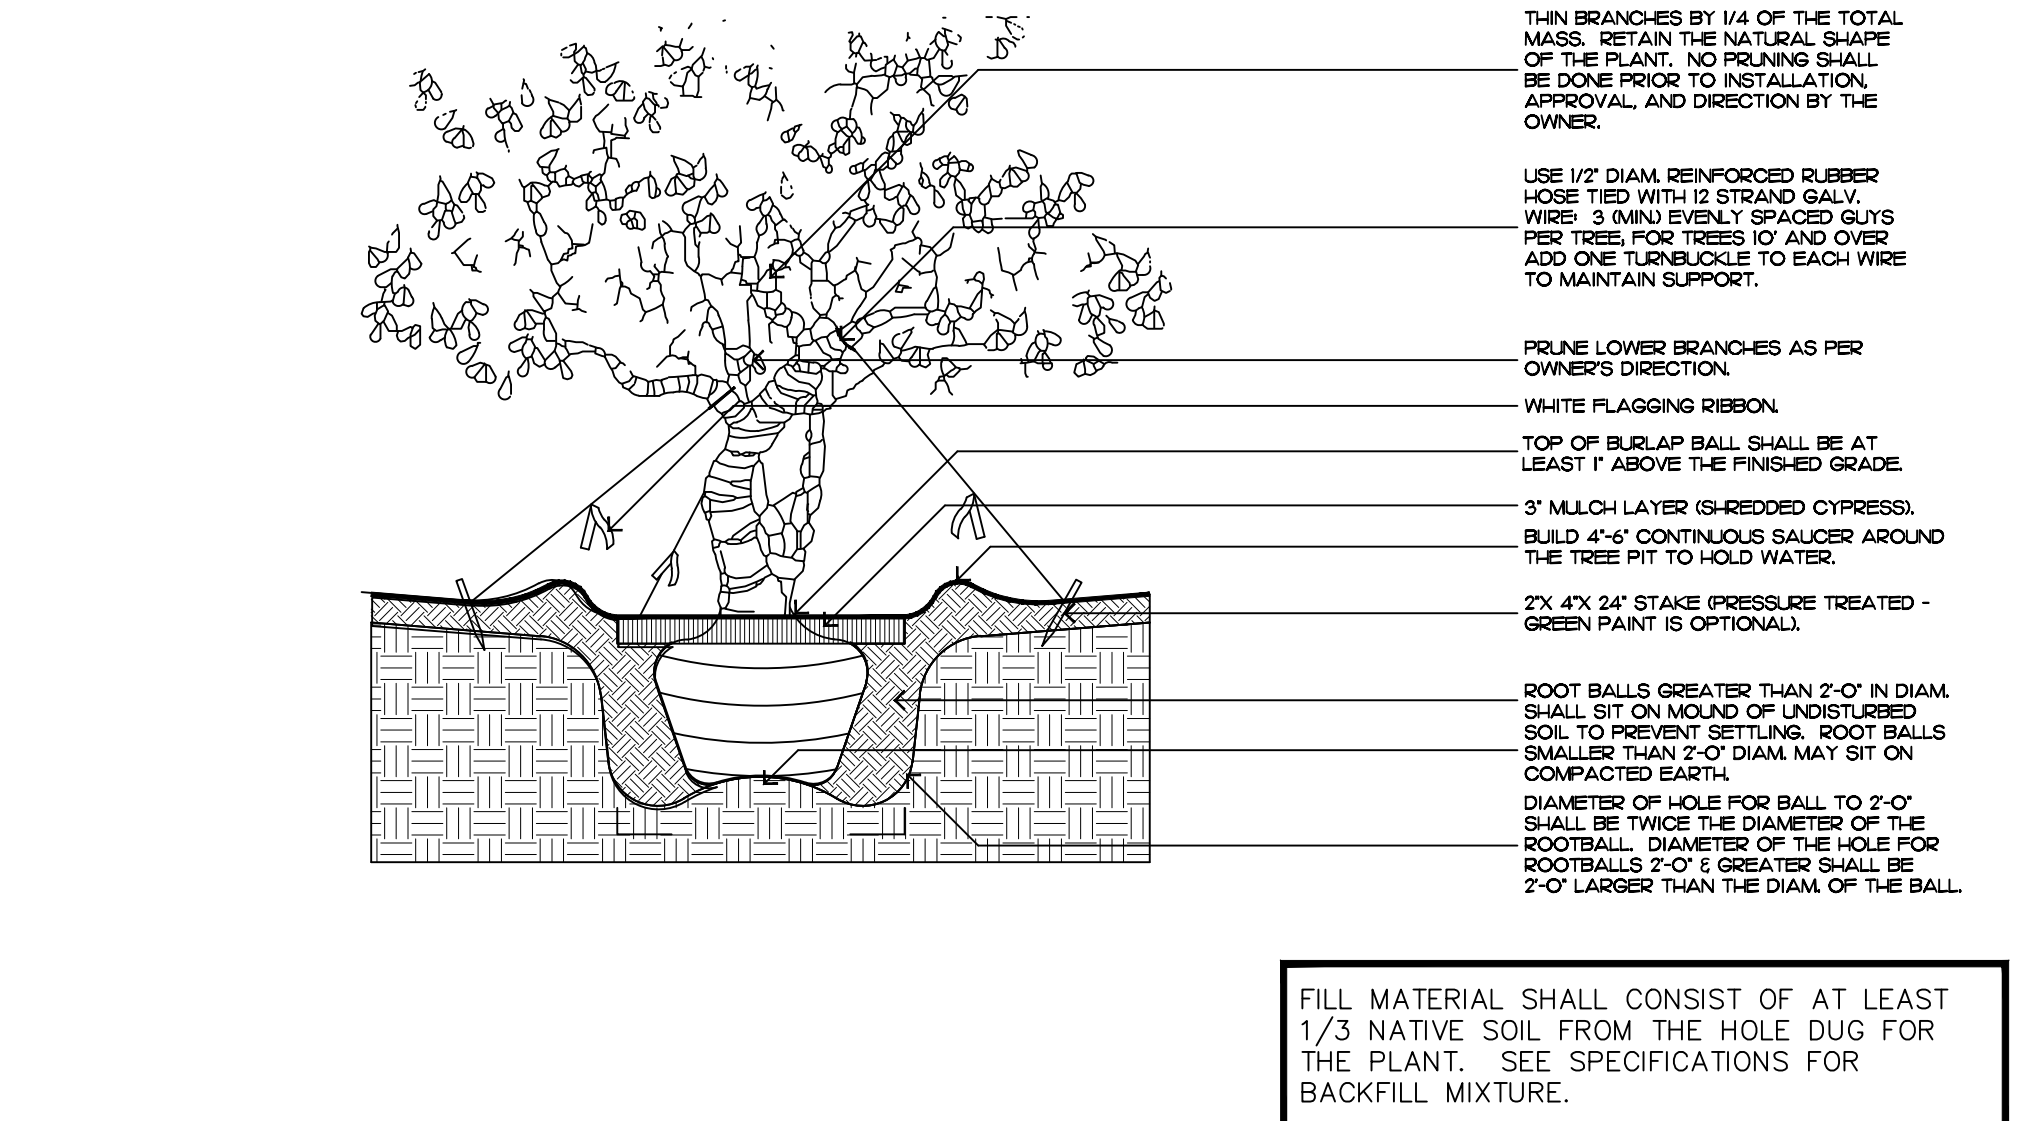 THIN BRANCHES BY 1/4 OF THE TOTAL
MASS. RETAIN THE NATURAL SHAPE
OF THE PLANT. NO PRUNING SHALL
BE DONE PRIOR TO INSTALLATION,
APPROVAL, AND DIRECTION BY THE
OWNER.
USE 1/2" DIAM. REINFORCED RUBBER
HOSE TIED WITH 12 STRAND GALV.
WIRE: 3 (MIN.) EVENLY SPACED GUYS
PER TREE, FOR TREES 10' AND OVER
ADD ONE TURNBUCKLE TO EACH WIRE
TO MAINTAIN SUPPORT.
PRUNE LOWER BRANCHES AS PER
OWNER'S DIRECTION.
WHITE FLAGGING RIBBON.
TOP OF BURLAP BALL SHALL BE AT
LEAST 1" ABOVE THE FINISHED GRADE.
3" MULCH LAYER (SHREDDED CYPRESS).
BUILD 4"-6" CONTINUOUS SAUCER AROUND
THE TREE PIT TO HOLD WATER.
2"X 4"X 24" STAKE (PRESSURE TREATED -
GREEN PAINT IS OPTIONAL).
ROOT BALLS GREATER THAN 2'-0" IN DIAM.
SHALL SIT ON MOUND OF UNDISTURBED
SOIL TO PREVENT SETTLING. ROOT BALLS
SMALLER THAN 2'-0" DIAM. MAY SIT ON
COMPACTED EARTH.
DIAMETER OF HOLE FOR BALL TO 2'-0"
SHALL BE TWICE THE DIAMETER OF THE
ROOTBALL. DIAMETER OF THE HOLE FOR
ROOTBALLS 2'-0" & GREATER SHALL BE
2'-0" LARGER THAN THE DIAM. OF THE BALL.
FILL MATERIAL SHALL CONSIST OF AT LEAST
1/3 NATIVE SOIL FROM THE HOLE DUG FOR
THE PLANT. SEE SPECIFICATIONS FOR
BACKFILL MIXTURE.